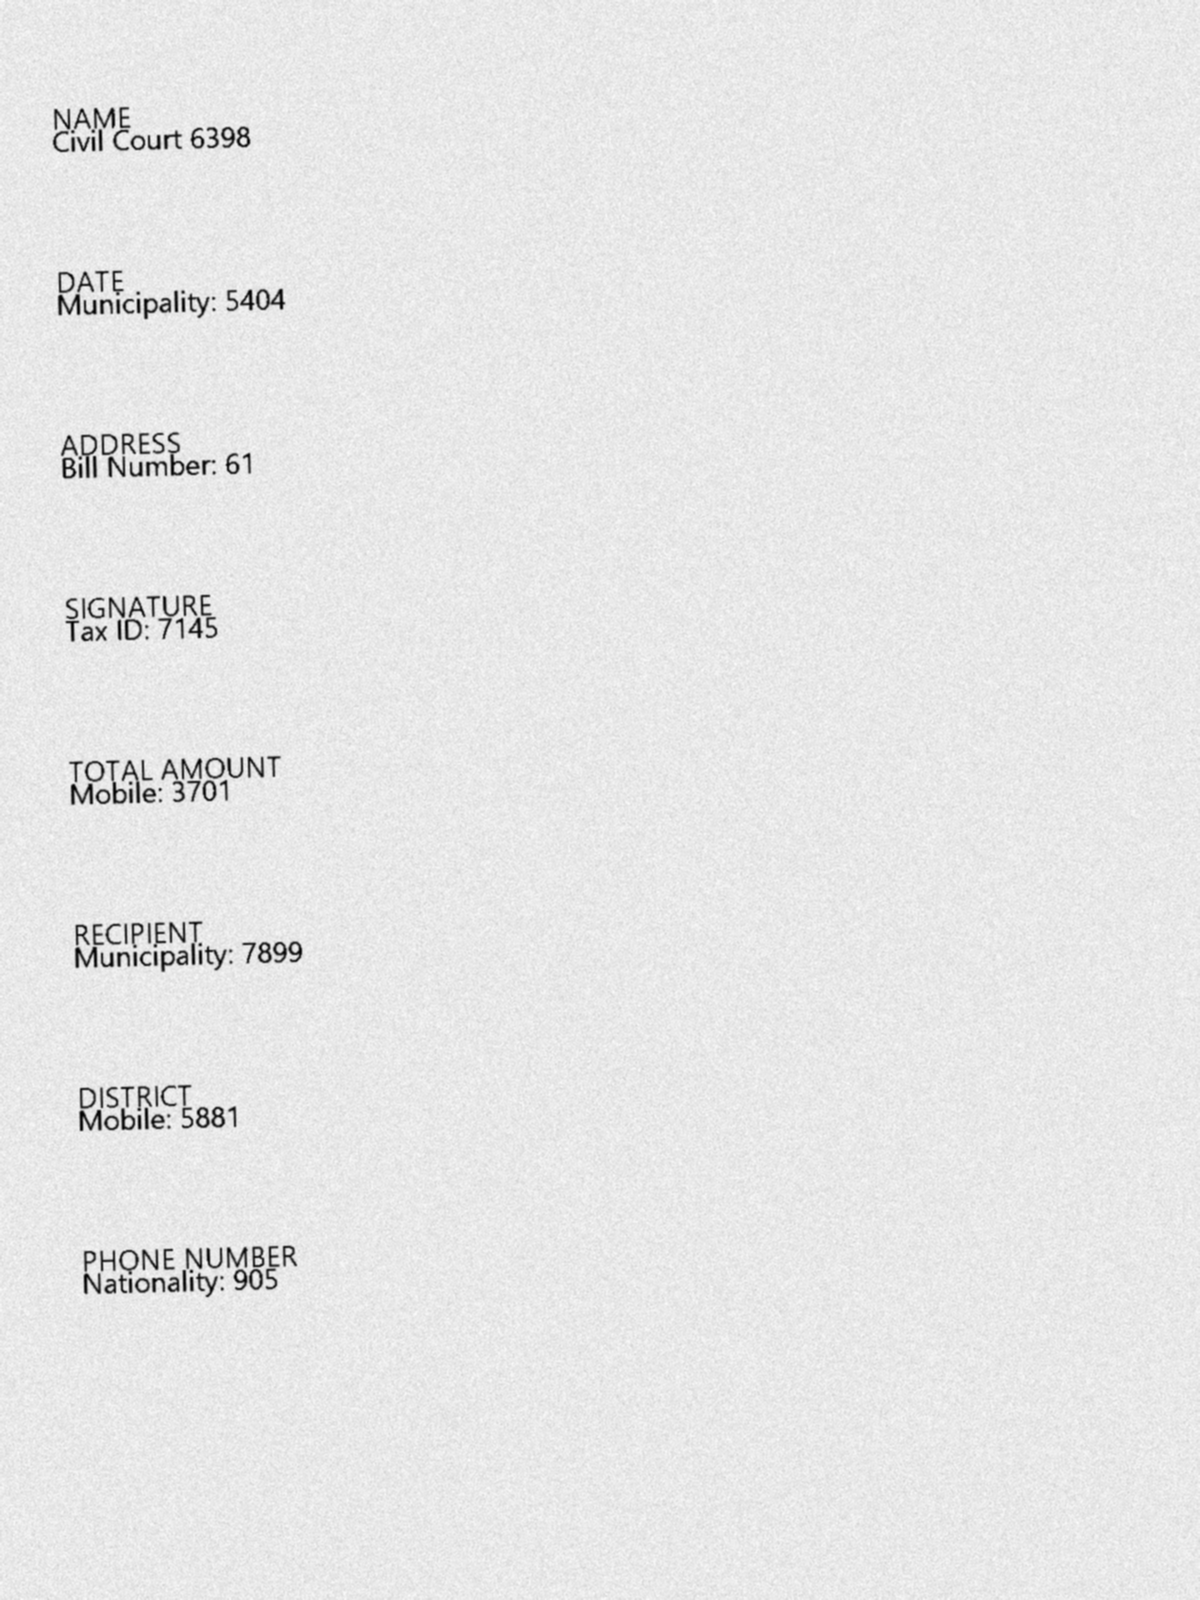 NAME
Civil Court 6398
DATE
Municipality: 5404
ADDRESS
Bill Number: 61
SIGNATURE
Tax ID: 7145
TOTAL AMOUNT
Mobile: 3701
RECIPIENT
Municipality: 7899
DISTRICT
Mobile: 5881
PHONE NUMBER
Nationality: 905